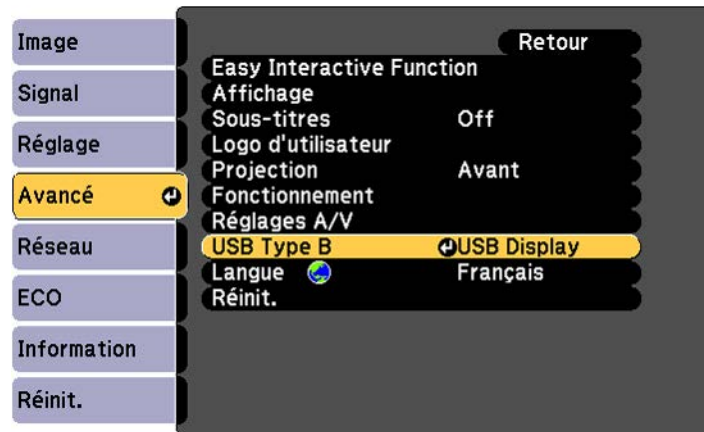 Image
Signal
Réglage
Avancé
Réseau
ECO
Information
Réinit.
Retour
Easy Interactive Function
Affichage
Sous-titres Off
Logo d'utilisateur
Projection Avant
Fonctionnement
Réglages A/V
USB Type B USB Display
Langue Français
Réinit.